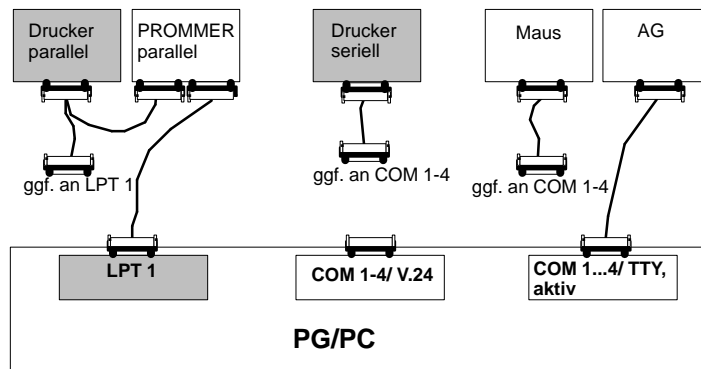 Drucker
parallel
PROMMER
parallel
Drucker
seriell
Maus
AG
ggf. an LPT 1
ggf. an COM 1-4
ggf. an COM 1-4
LPT 1
COM 1-4/ V.24
COM 1...4/ TTY,
aktiv
PG/PC